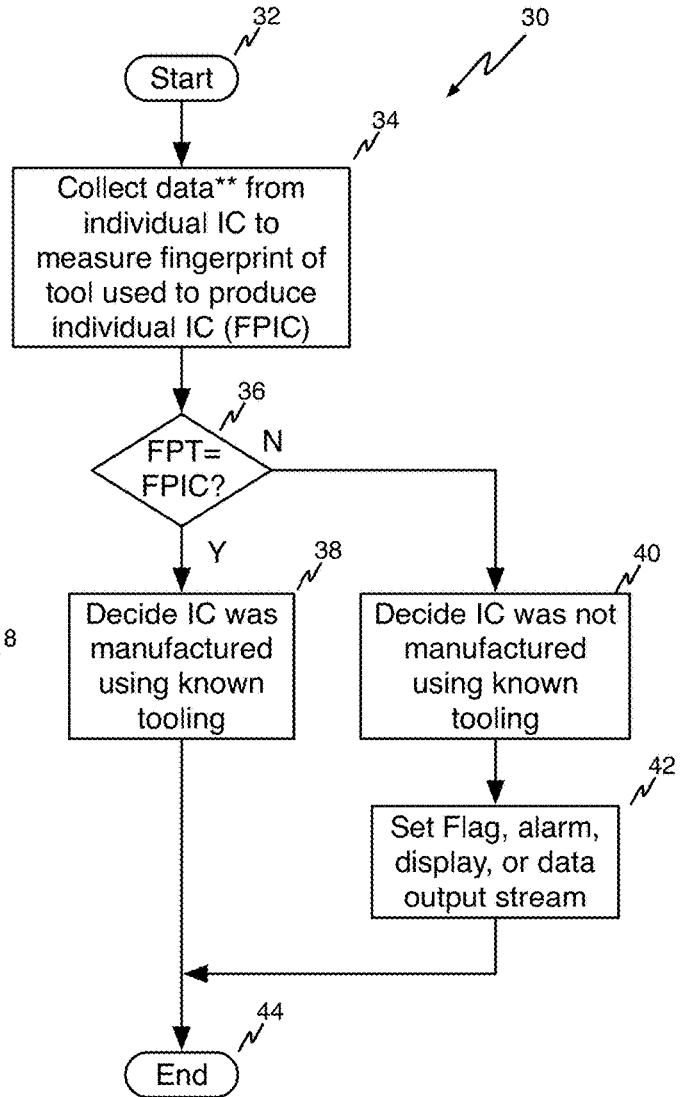 32
30
Start
34
Collect data** from
individual IC to
measure fingerprint of
tool used to produce
individual IC (FPIC)
36
FPT=
FPIC?
N
Y
38
40
8
Decide IC was
manufactured
using known
tooling
Decide IC was not
manufactured
using known
tooling
42
Set Flag, alarm,
display, or data
output stream
44
End